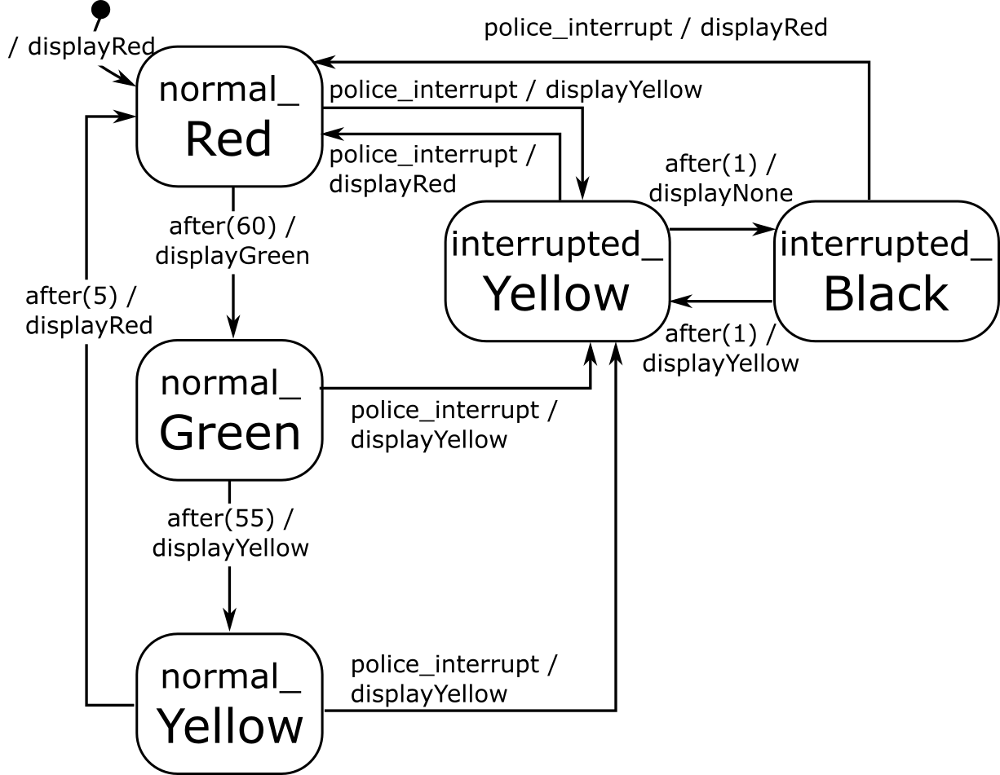 / displayRed
police_interrupt / displayRed
normal_
Red
police_interrupt / displayYellow
police_interrupt /
displayRed
after(1) /
displayNone
after(60) /
displayGreen
interrupted_
Yellow
interrupted_
Black
after(5) /
displayRed
after(1) /
displayYellow
normal_
Green
police_interrupt /
displayYellow
after(55) /
displayYellow
normal_
Yellow
police_interrupt /
displayYellow